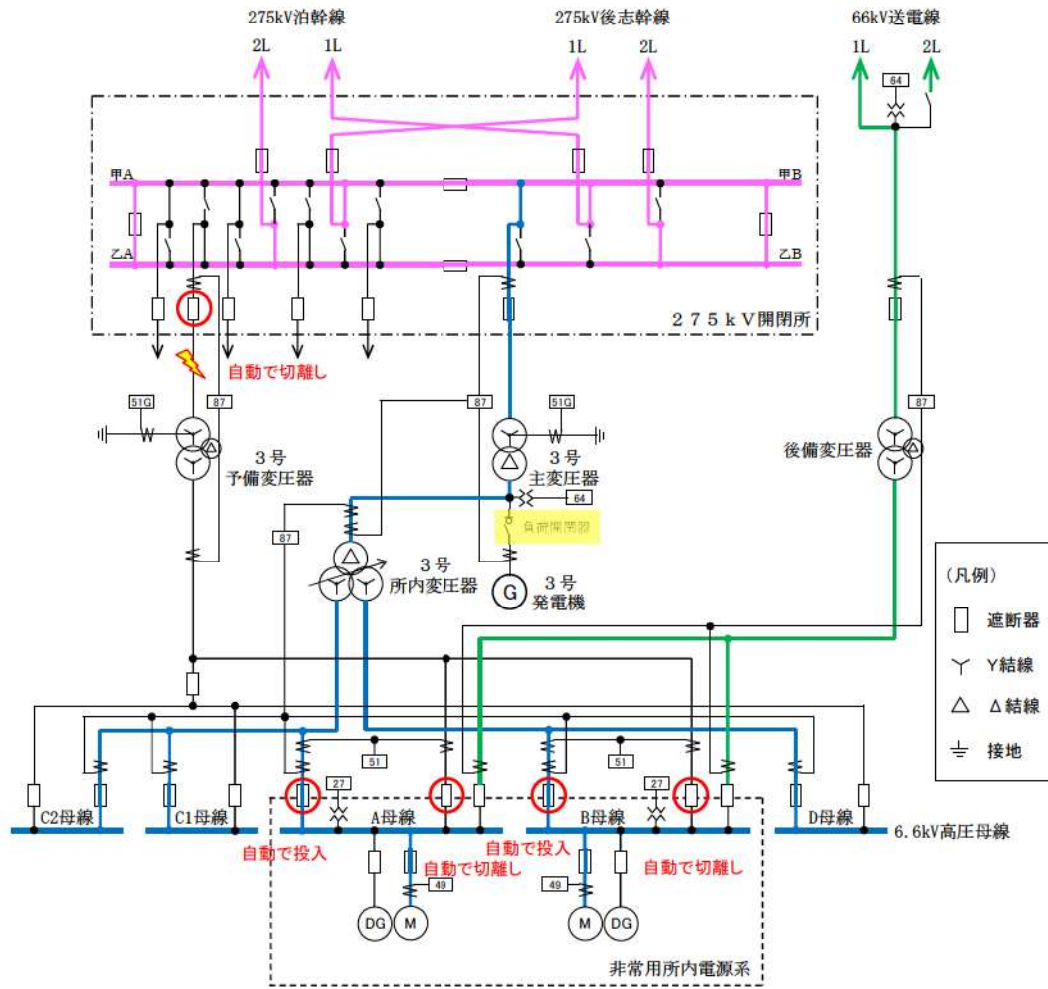 275kV泊幹線
275kV後志幹線
66kV送電線
2L
1L
1L
2L
1L
2L
64
甲A
甲B
乙A
乙B
275kV開閉所
自動で切離し
51G
87
87
51G
87
3号
予備変圧器
3号
主変圧器
後備変圧器
64
負荷開閉器
87
3号
所内変圧器
G
3号
発電機
(凡例)
遮断器
Y結線
Δ結線
接地
51
51
27
27
C2母線
C1母線
A母線
B母線
D母線
6.6kV高圧母線
自動で投入
自動で切離し
自動で投入
自動で切離し
49
49
DG
M
M
DG
非常用所内電源系